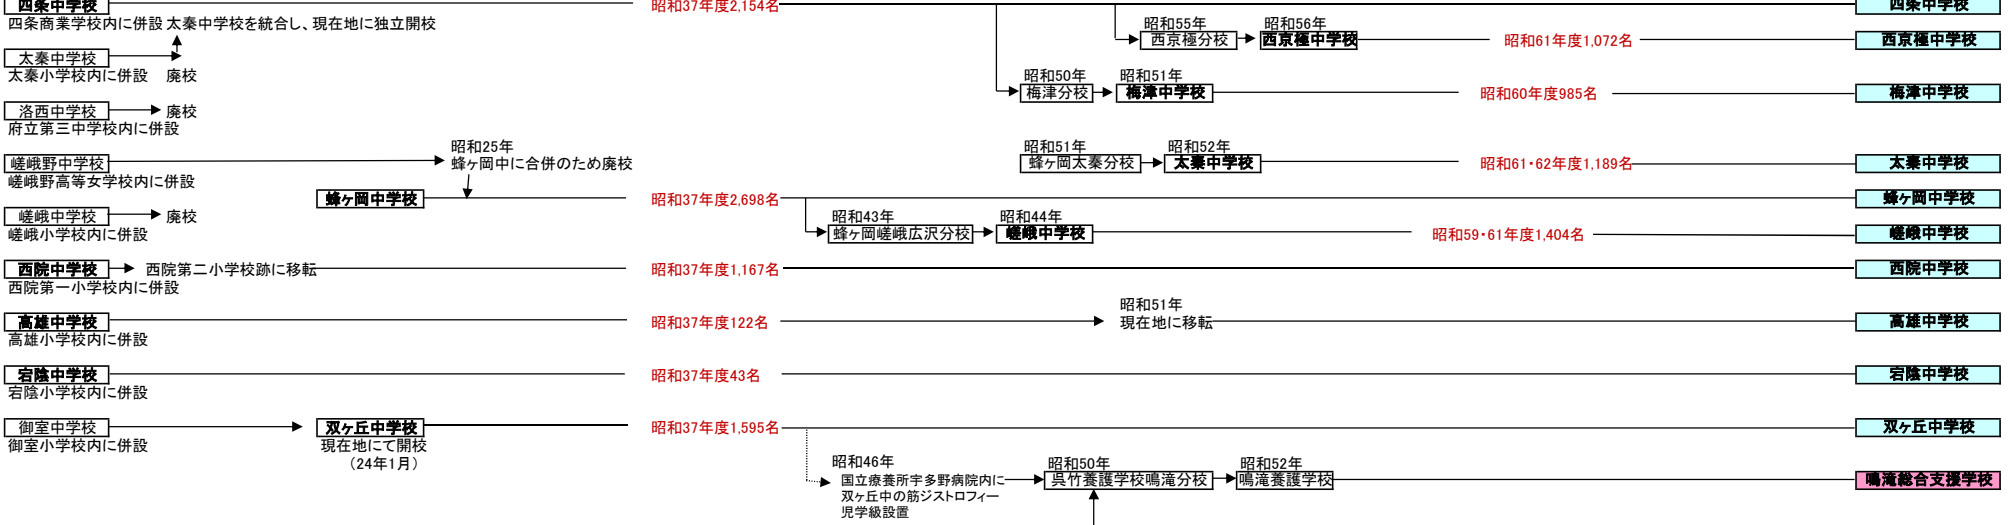 四条中学校 昭和37年度2,154名 四条中学校
四条商業学校内に併設 太秦中学校を統合し、現在地に独立開校
昭和55年 昭和56年
西京極分校 西京極中学校 昭和61年度1,072名 西京極中学校
太秦中学校
太秦小学校内に併設 廃校
昭和50年 昭和51年
梅津分校 梅津中学校 昭和60年度985名 梅津中学校
洛西中学校 廃校
府立第三中学校内に併設
昭和25年 昭和51年 昭和52年
嵯峨野中学校 蜂ヶ岡中に合併のため廃校 蜂ヶ岡太秦分校 太秦中学校 昭和61・62年度1,189名 太秦中学校
嵯峨野高等女学校内に併設
蜂ヶ岡中学校 昭和37年度2,698名 蜂ヶ岡中学校
嵯峨中学校 廃校 昭和43年 昭和44年
嵯峨小学校内に併設 蜂ヶ岡嵯峨広沢分校 嵯峨中学校 昭和59・61年度1,404名 嵯峨中学校
西院中学校 西院第二小学校跡に移転 昭和37年度1,167名 西院中学校
西院第一小学校内に併設
昭和51年
高雄中学校 昭和37年度122名 現在地に移転 高雄中学校
高雄小学校内に併設
宕陰中学校 昭和37年度43名 宕陰中学校
宕陰小学校内に併設
御室中学校 双ヶ丘中学校 昭和37年度1,595名 双ヶ丘中学校
御室小学校内に併設 現在地にて開校
（24年1月）
昭和46年 昭和50年 昭和52年
国立療養所宇多野病院内に 呉竹養護学校鳴滝分校 鳴滝養護学校 鳴滝総合支援学校
双ヶ丘中の筋ジストロフィー
児学級設置